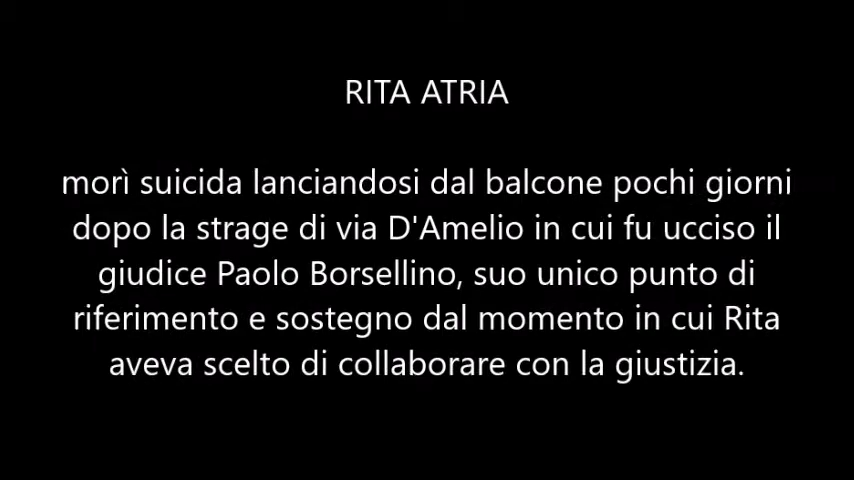 RITA ATRIA
morì suicida lanciandosi dal balcone pochi giorni
dopo la strage di via D'Amelio in cui fu ucciso il
giudice Paolo Borsellino, suo unico punto di
riferimento e sostegno dal momento in cui Rita
aveva scelto di collaborare con la giustizia.